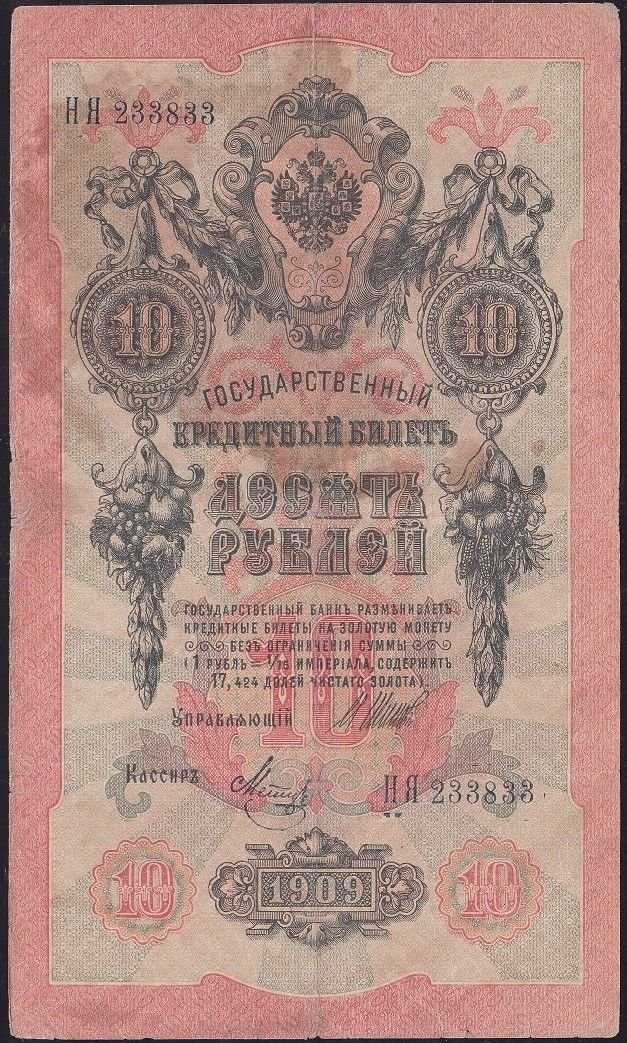 НЯ 233833
10 10
ГОСУДАРСТВЕННЫЙ
КРЕДИТНЫЙ БИЛЕТЪ
ДЕСЯТЬ
РУБЛЕЙ
ГОСУДАРСТВЕННЫЙ БАНКЪ РАЗМѢНИВАЕТЪ
КРЕДИТНЫЕ БИЛЕТЫ НА ЗОЛОТУЮ МОНЕТУ
БЕЗЪ ОГРАНИЧЕНІЯ СУММЫ
(1 РУБЛЬ = 1/15 ИМПЕРІАЛА, СОДЕРЖИТЪ
17,424 ДОЛЕЙ ЧИСТАГО ЗОЛОТА).
10
УПРАВЛЯЮЩІЙ
КАССИРЪ
НЯ 233833
10 1909 10